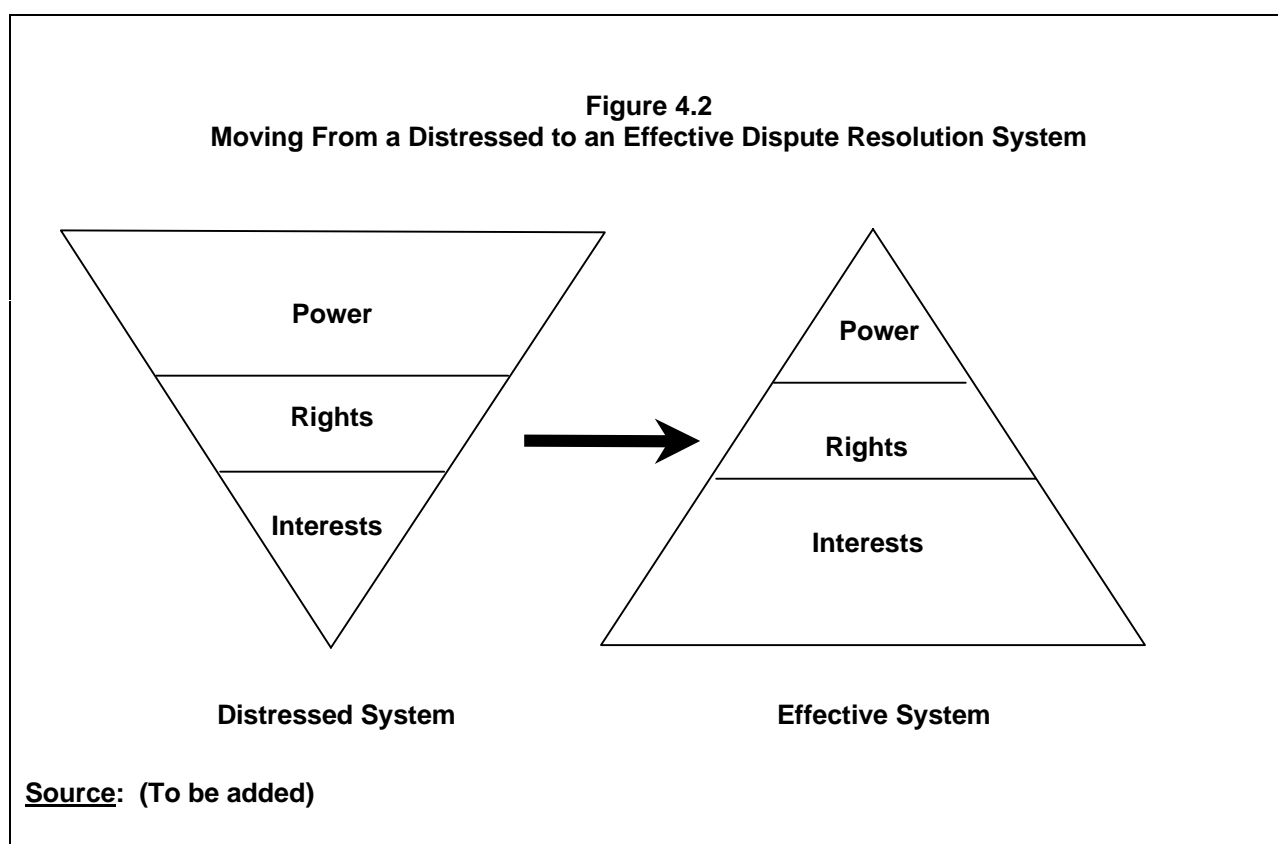 Figure 4.2
Moving From a Distressed to an Effective Dispute Resolution System
Power
Rights
Interests
Distressed System
Power
Rights
Interests
Effective System
Source: (To be added)